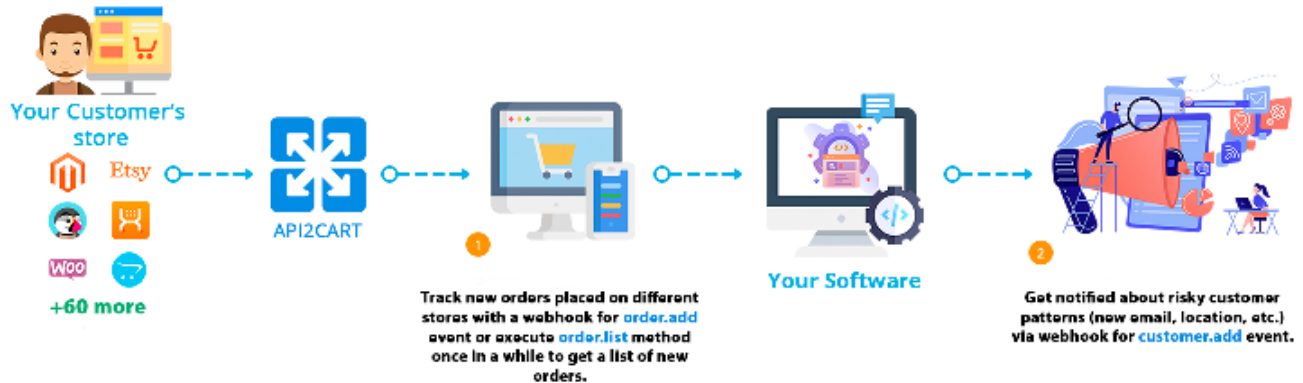 Your Customer's
store
Etsy
WOO
+60 more
API2CART
1
Track new orders placed on different
stores with a webhook for order.add
event or execute order.list method
once in a while to get a list of new
orders.
Your Software
2
Get notified about risky customer
patterns (new email, location, etc.)
via webhook for customer.add event.